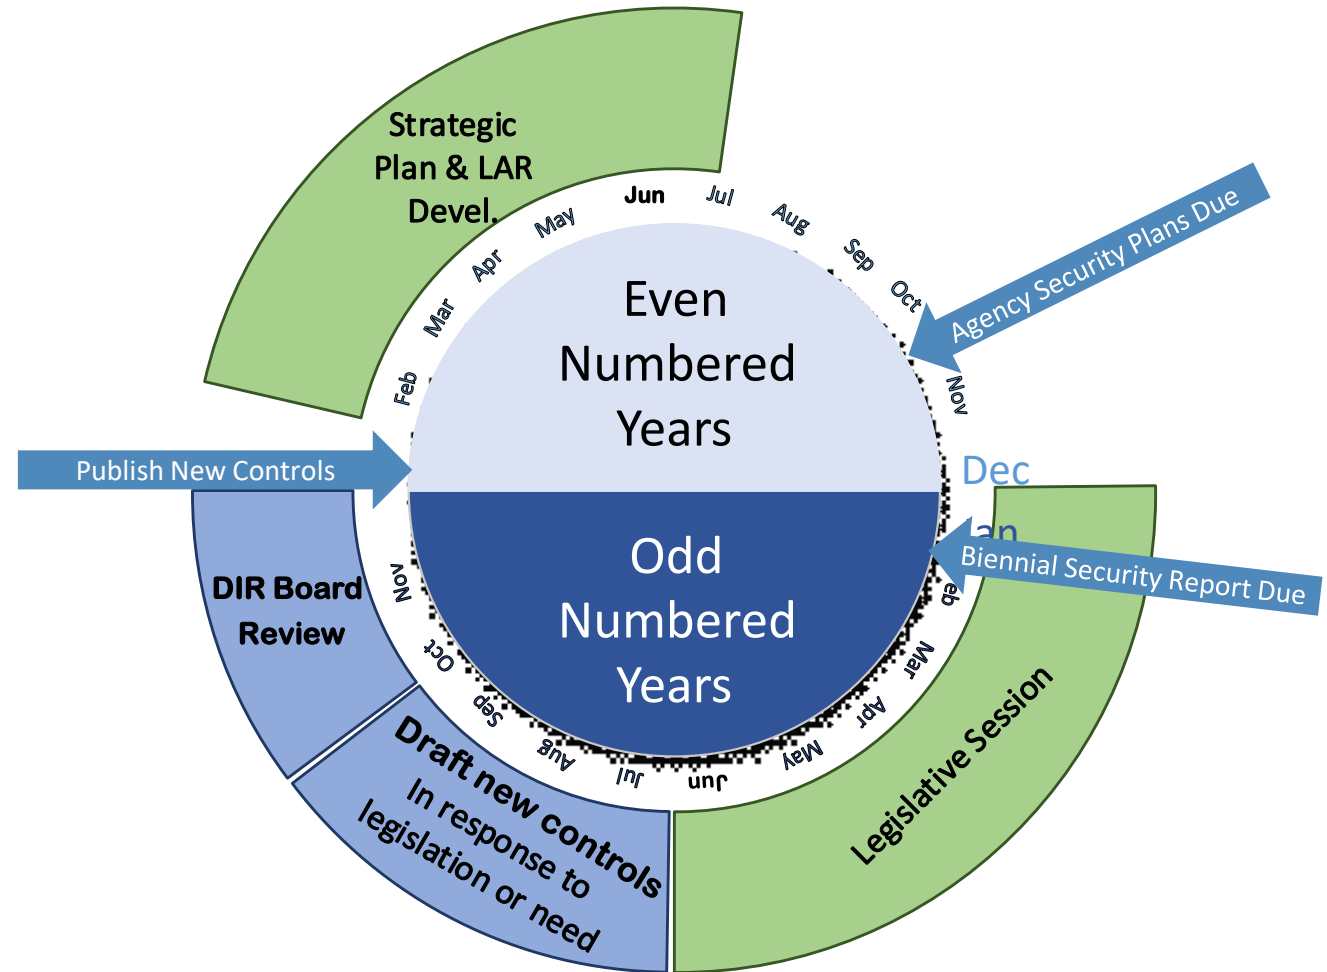 Strategic
Plan & LAR
Devel.
Feb
Mar
Apr
May
Jun
Jul
Aug
Sep
Oct
Nov
Dec
Agency Security Plans Due
Even
Numbered
Years
Publish New Controls
Odd
Numbered
Years
an
Biennial Security Report Due
eb
Mar
Apr
May
Jun
Jul
Aug
Sep
Oct
Nov
Legislative Session
Draft new controls
In response to
legislation or need
DIR Board
Review